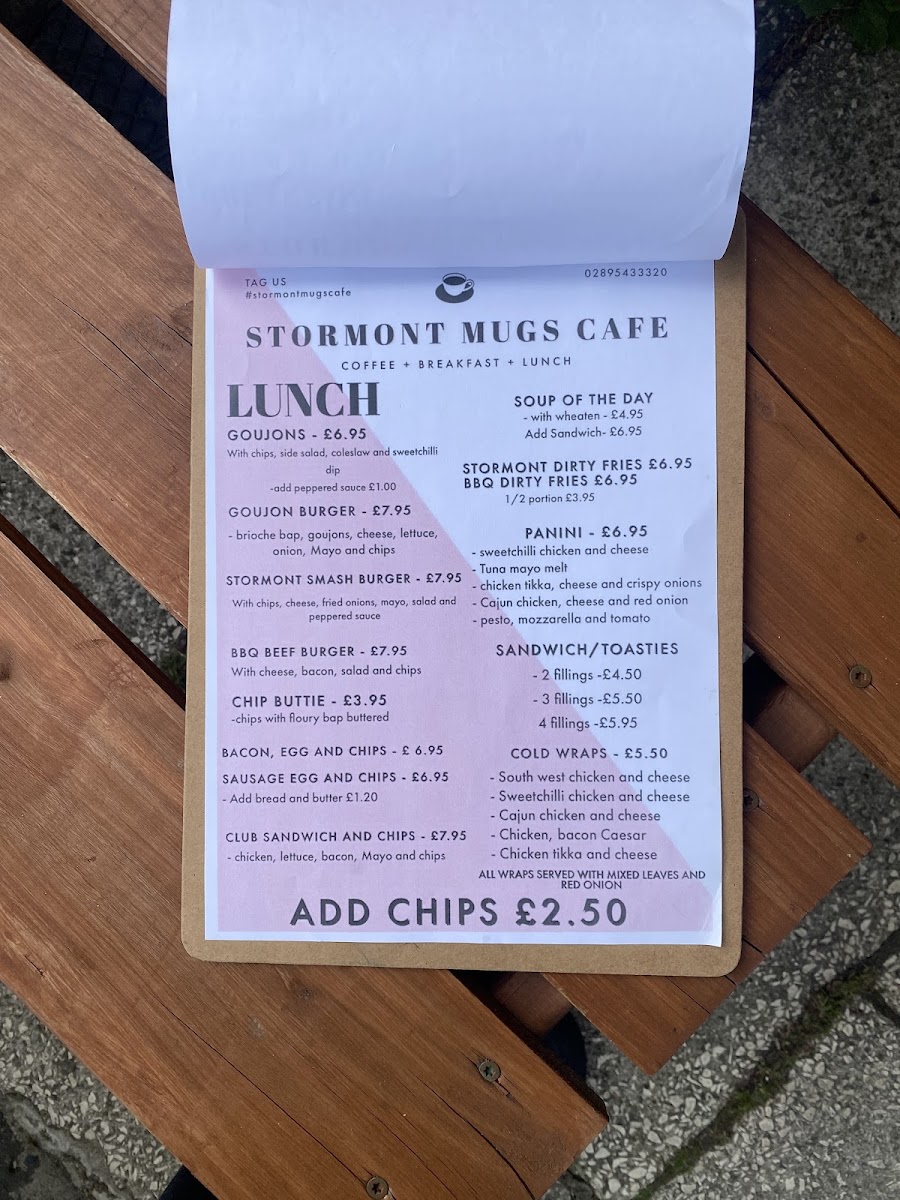 TAG US
#stormontmugscafe
02895433320
STORMONT MUGS CAFE
COFFEE + BREAKFAST + LUNCH
LUNCH
GOUJONS - £6.95
With chips, side salad, coleslaw and sweetchilli
dip
-add peppered sauce £1.00
GOUJON BURGER - £7.95
- brioche bap, goujons, cheese, lettuce,
onion, Mayo and chips
STORMONT SMASH BURGER - £7.95
With chips, cheese, fried onions, mayo, salad and
peppered sauce
BBQ BEEF BURGER - £7.95
With cheese, bacon, salad and chips
CHIP BUTTIE - £3.95
-chips with floury bap buttered
BACON, EGG AND CHIPS - £ 6.95
SAUSAGE EGG AND CHIPS - £6.95
- Add bread and butter £1.20
CLUB SANDWICH AND CHIPS - £7.95
- chicken, lettuce, bacon, Mayo and chips
SOUP OF THE DAY
- with wheaten - £4.95
Add Sandwich- £6.95
STORMONT DIRTY FRIES £6.95
BBQ DIRTY FRIES £6.95
1/2 portion £3.95
PANINI - £6.95
- sweetchilli chicken and cheese
- Tuna mayo melt
- chicken tikka, cheese and crispy onions
- Cajun chicken, cheese and red onion
- pesto, mozzarella and tomato
SANDWICH/TOASTIES
- 2 fillings -£4.50
- 3 fillings -£5.50
4 fillings -£5.95
COLD WRAPS - £5.50
- South west chicken and cheese
- Sweetchilli chicken and cheese
- Cajun chicken and cheese
- Chicken, bacon Caesar
- Chicken tikka and cheese
ALL WRAPS SERVED WITH MIXED LEAVES AND
RED ONION
ADD CHIPS £2.50